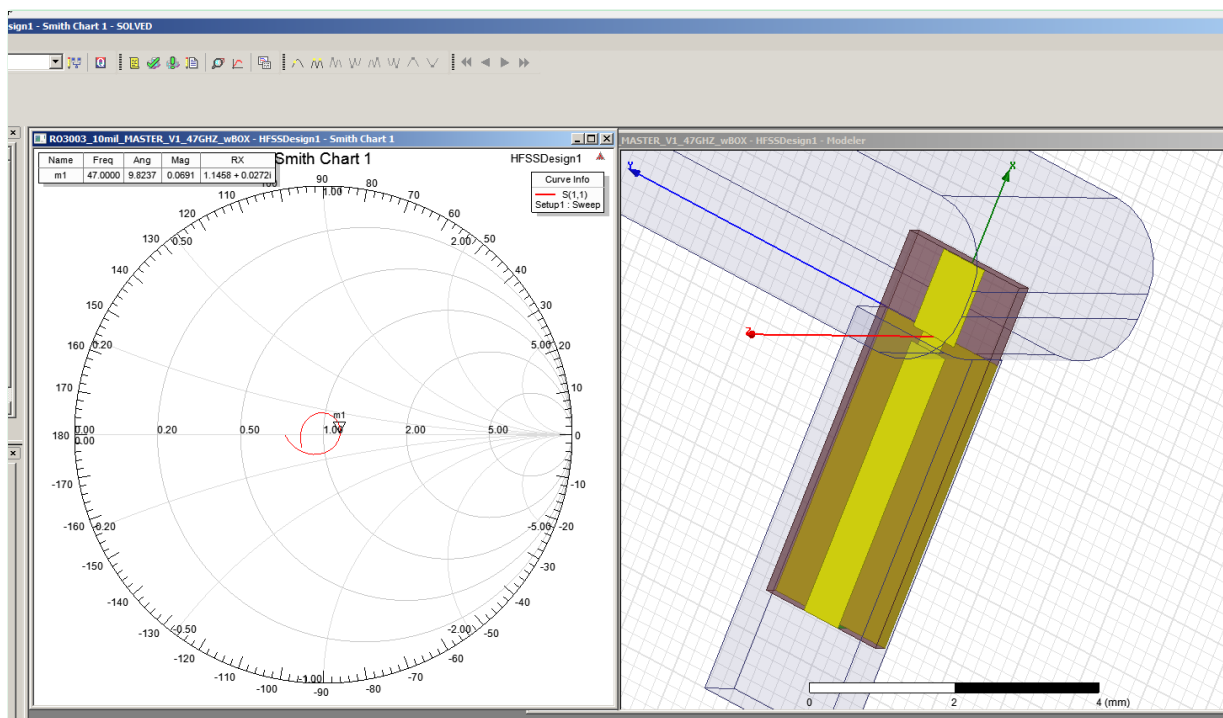 sign1 - Smith Chart 1 - SOLVED
RO3003_10mil_MASTER_V1_47GHZ_wBOX - HFSSDesign1 - Smith Chart 1
Name Freq Ang Mag RX
m1 47.0000 9.8237 0.0691 1.1458 + 0.0272i
Smith Chart 1
HFSSDesign1
Curve Info
S(1,1)
Setup1 : Sweep
100 90 80
110 1.00 70
120 60
130 0.50 2.00 50
140 40
150 30
160 0.20 5.00 20
170 10
m1
180 0.00 0.20 0.50 1.00 2.00 5.00 0
0.00
-170 -10
-160 -0.20 -5.00 -20
-150 -30
-140 -40
-130 -0.50 -2.00 -50
-120 -60
-110 -1.00 -70
-100 -90 -80
MASTER_V1_47GHZ_wBOX - HFSSDesign1 - Modeler
Y
X
Z
0 2 4 (mm)